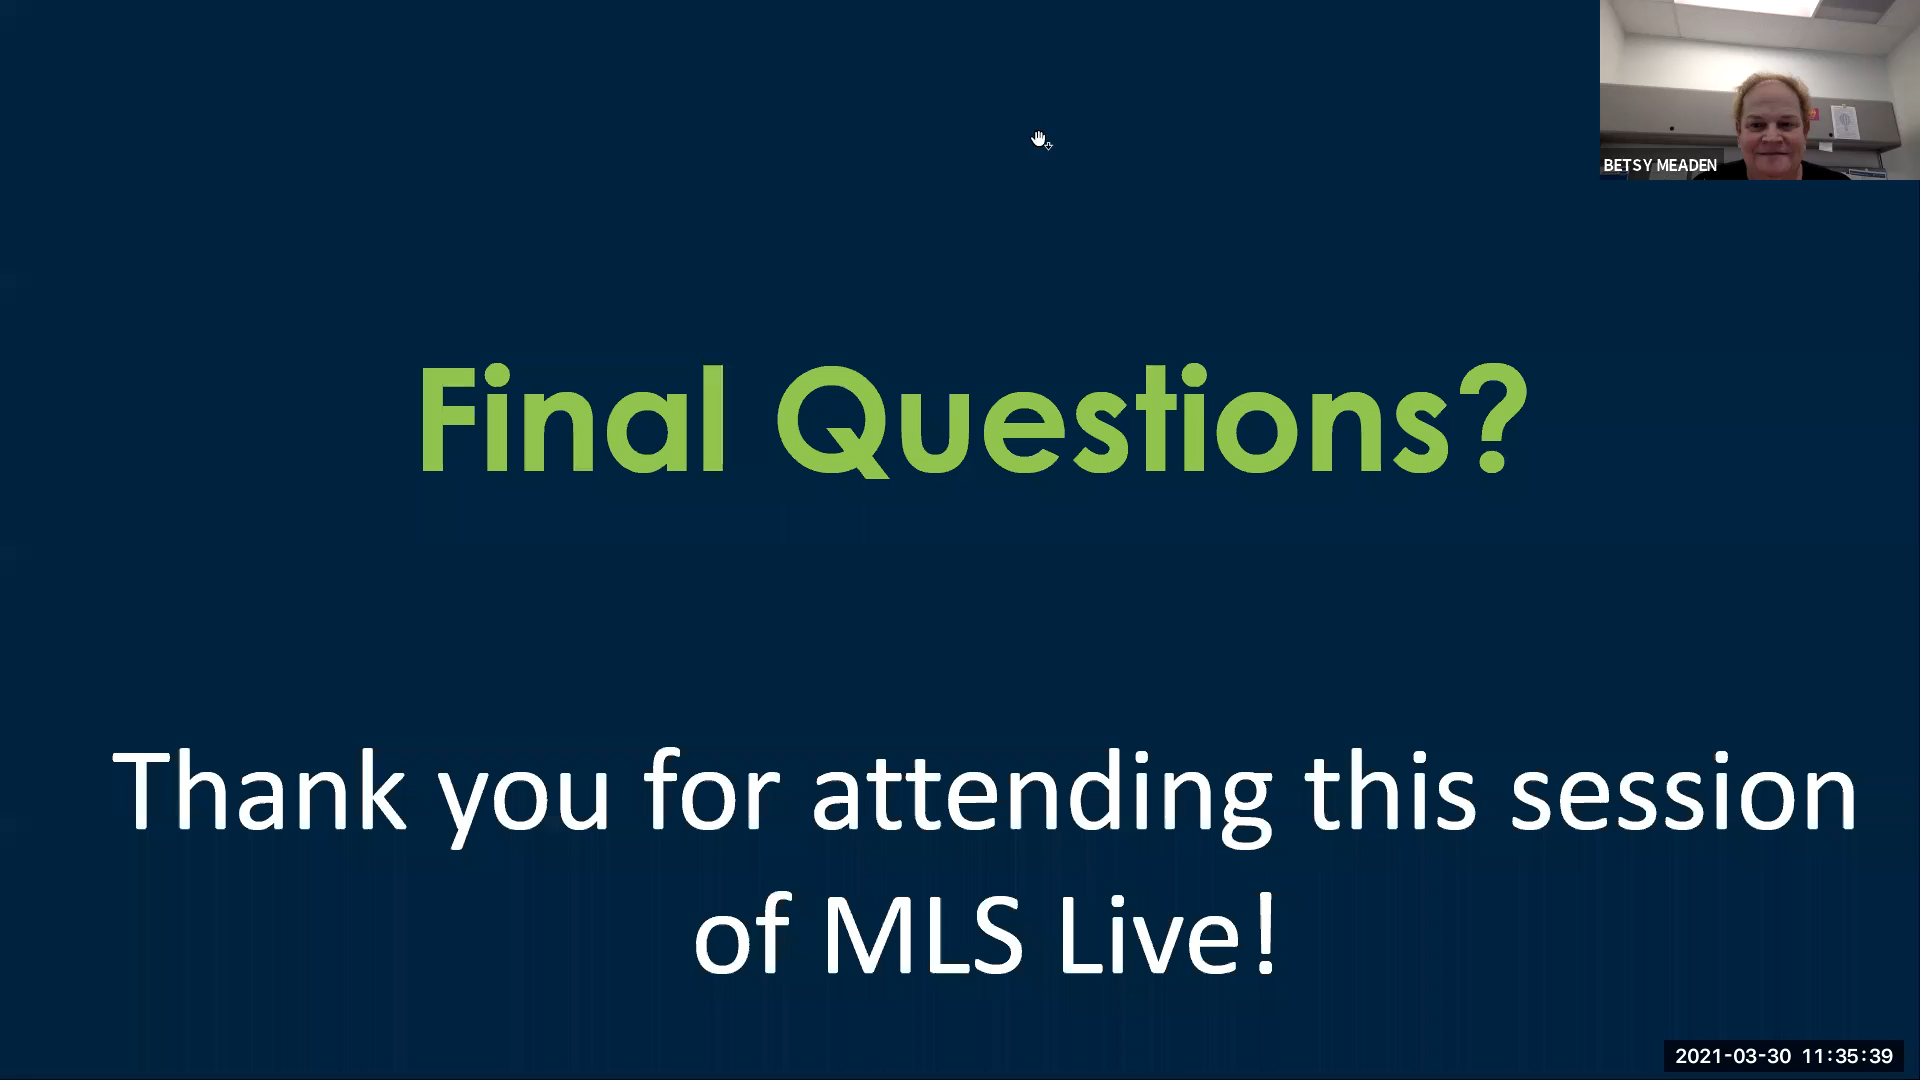 BETSY MEADEN
Final Questions?
Thank you for attending this session
of MLS Live!
2021-03-30 11:35:39